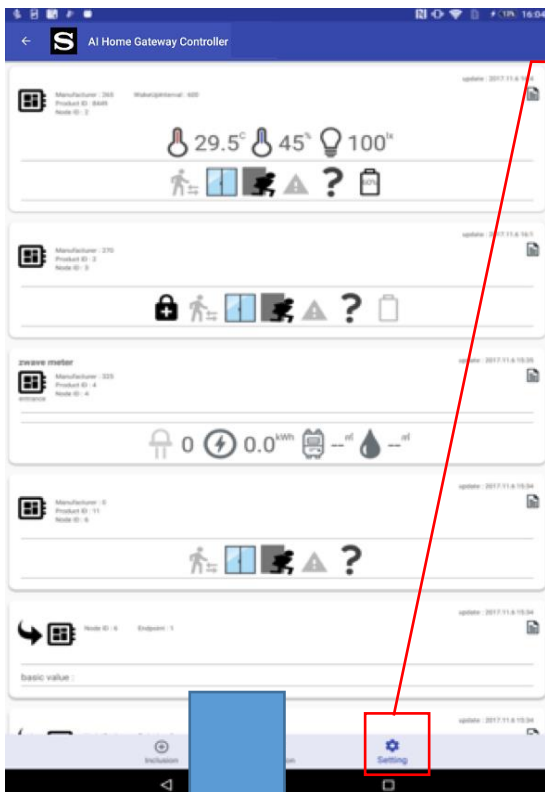 16:04
S AI Home Gateway Controller
Manufacturer : 265 WakeUpInterval : 600
Product ID : 8449
Node ID : 2
29.5°C 45% 100lx
?
Manufacturer : 270
Product ID : 2
Node ID : 3
?
zwave meter
update : 2017.11.6 15:35
Manufacturer : 325
Product ID : 4
entrance
Node ID : 4
0 0.0kWh -- --
update : 2017.11.6 15:34
Manufacturer : 0
Product ID : 11
Node ID : 6
?
update : 2017.11.6 15:34
Node ID : 6 Endpoint : 1
basic value :
update : 2017.11.6 15:34
Inclusion
Setting